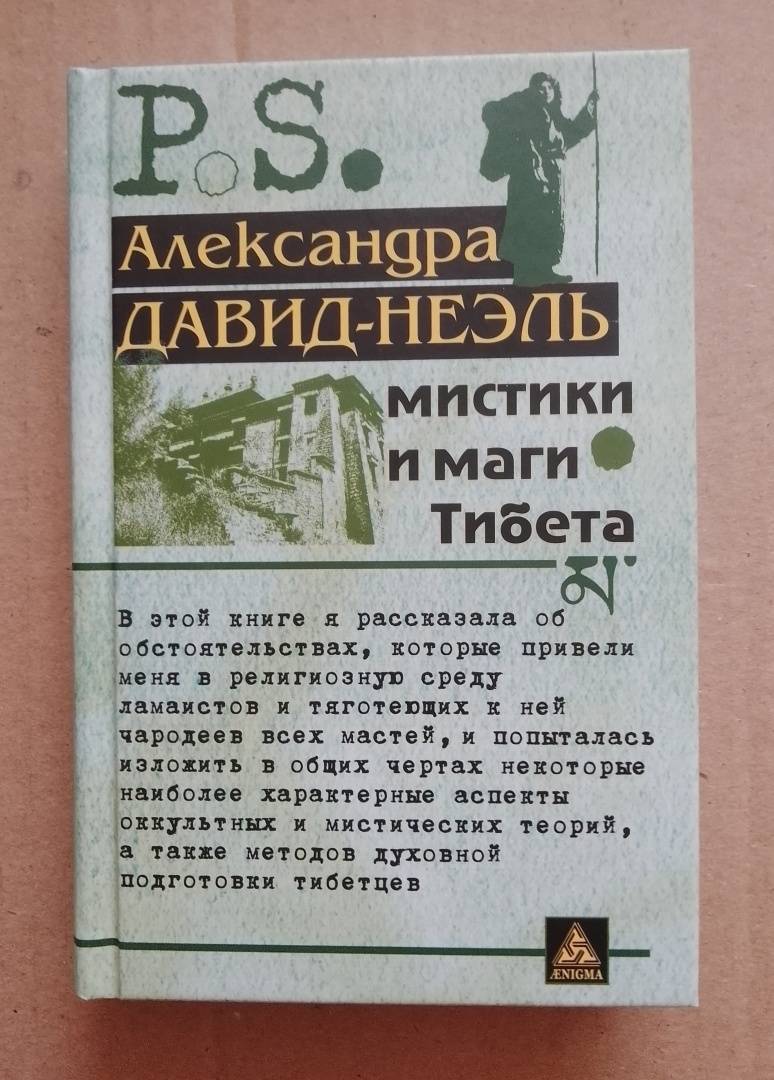 P.S.
Александра
ДАВИД-НЕЭЛЬ
мистики
и маги
Тибета
В этой книге я рассказала об
обстоятельствах, которые привели
меня в религиозную среду
ламаистов и тяготеющих к ней
чародеев всех мастей, и попыталась
изложить в общих чертах некоторые
наиболее характерные аспекты
оккультных и мистических теорий,
а также методов духовной
подготовки тибетцев
ÆNIGMA